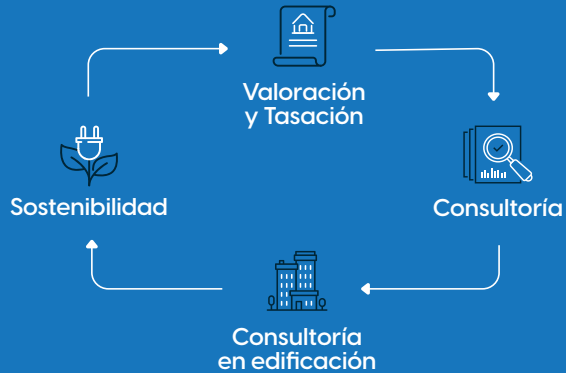 Valoración
y Tasación
Sostenibilidad
Consultoría
Consultoría
en edificación